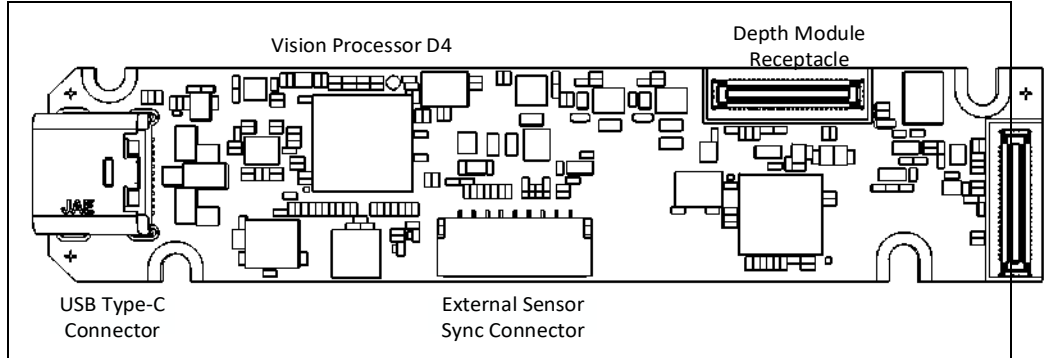 Vision Processor D4
Depth Module
Receptacle
JAE
USB Type-C
Connector
External Sensor
Sync Connector